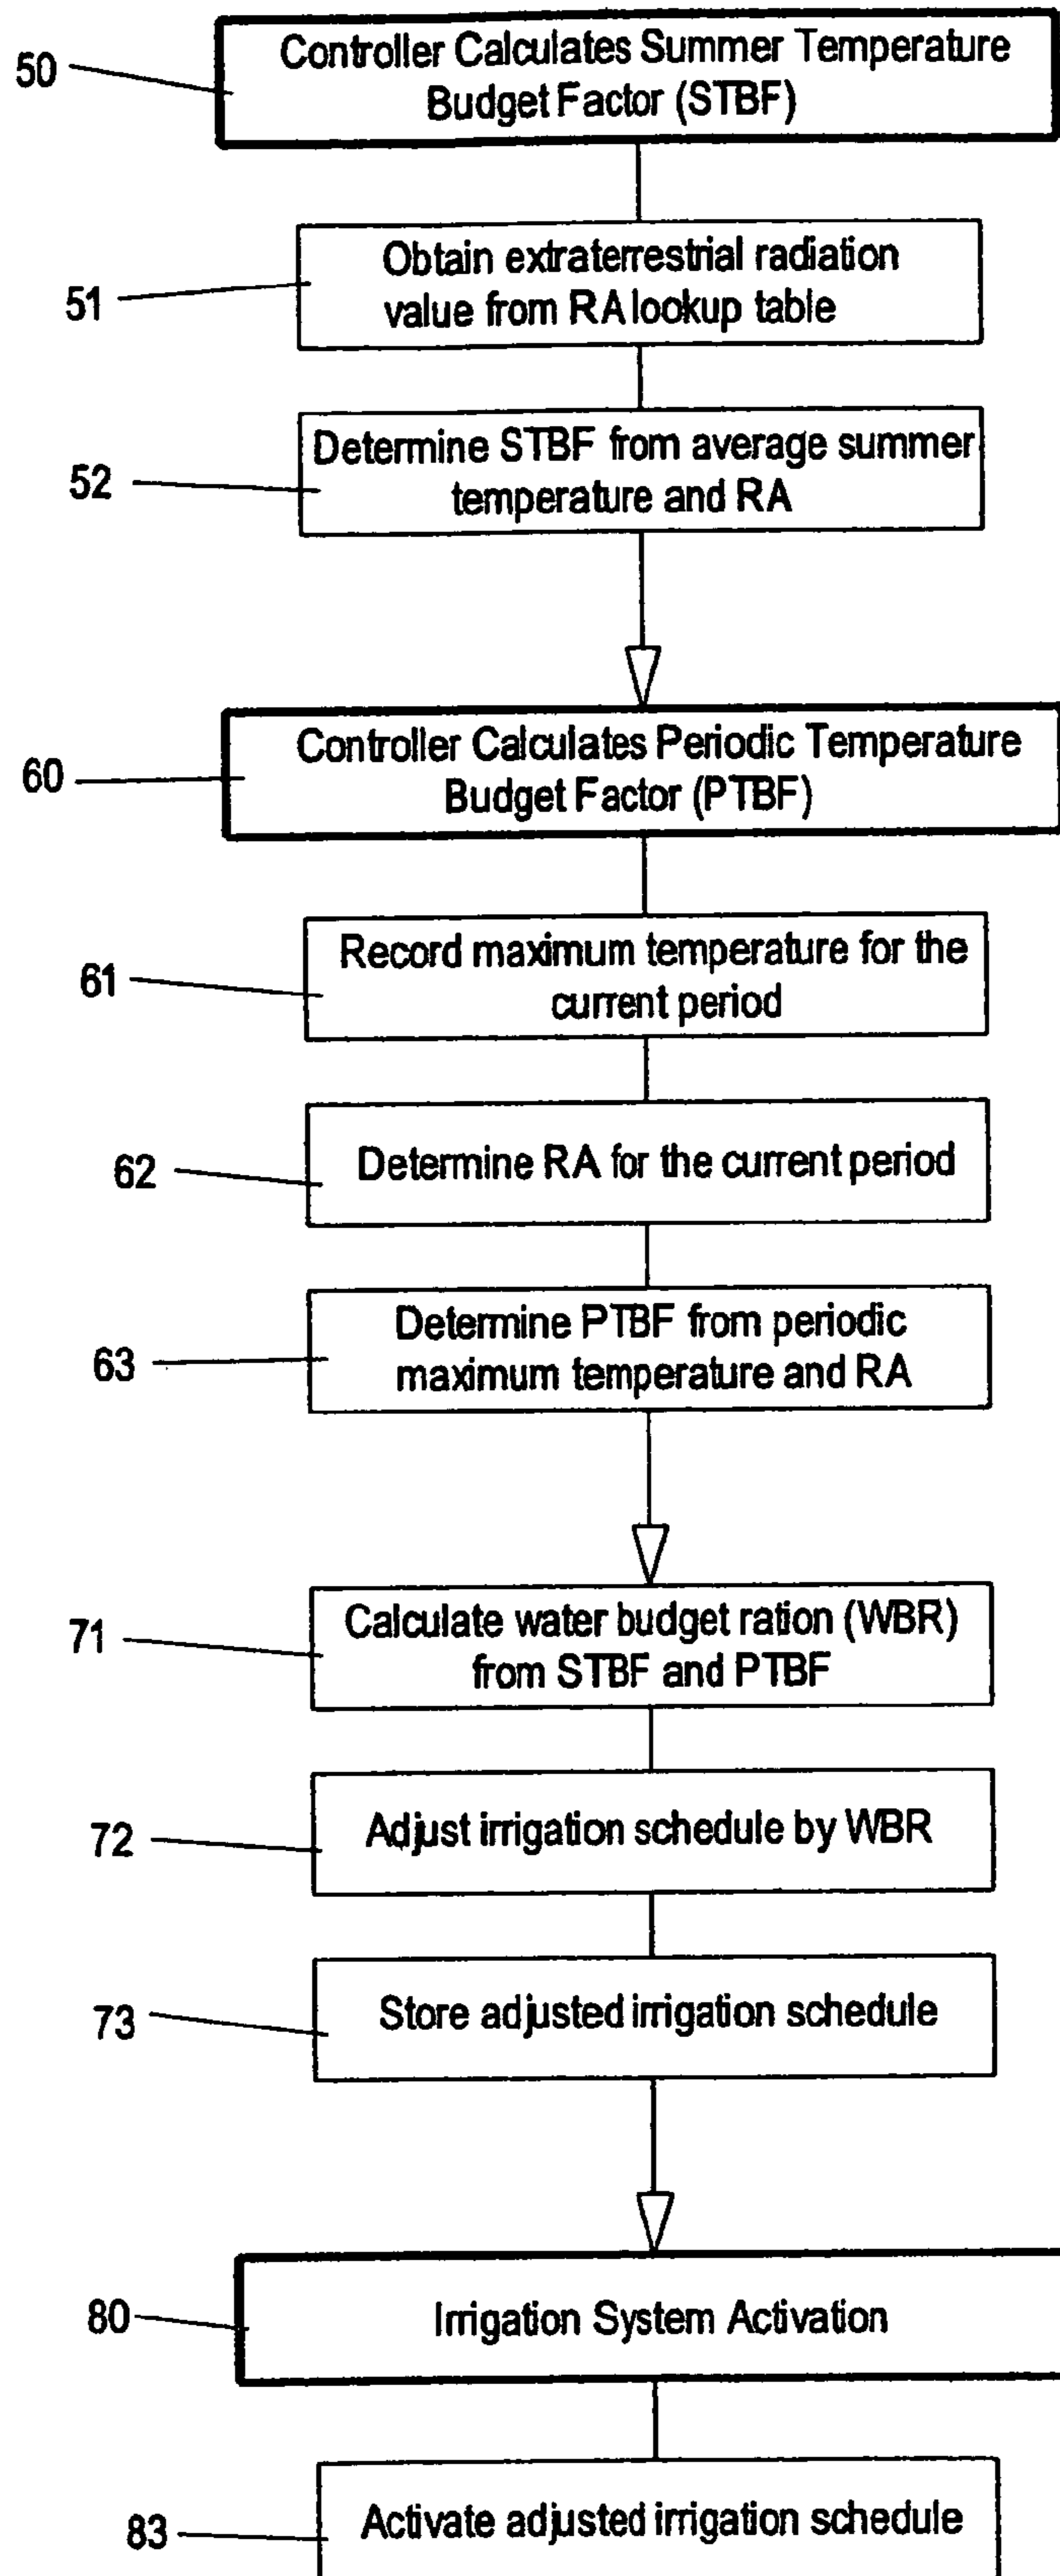 50
Controller Calculates Summer Temperature
Budget Factor (STBF)
51
Obtain extraterrestrial radiation
value from RA lookup table
52
Determine STBF from average summer
temperature and RA
60
Controller Calculates Periodic Temperature
Budget Factor (PTBF)
61
Record maximum temperature for the
current period
62
Determine RA for the current period
63
Determine PTBF from periodic
maximum temperature and RA
71
Calculate water budget ration (WBR)
from STBF and PTBF
72
Adjust irrigation schedule by WBR
73
Store adjusted irrigation schedule
80
Irrigation System Activation
83
Activate adjusted irrigation schedule